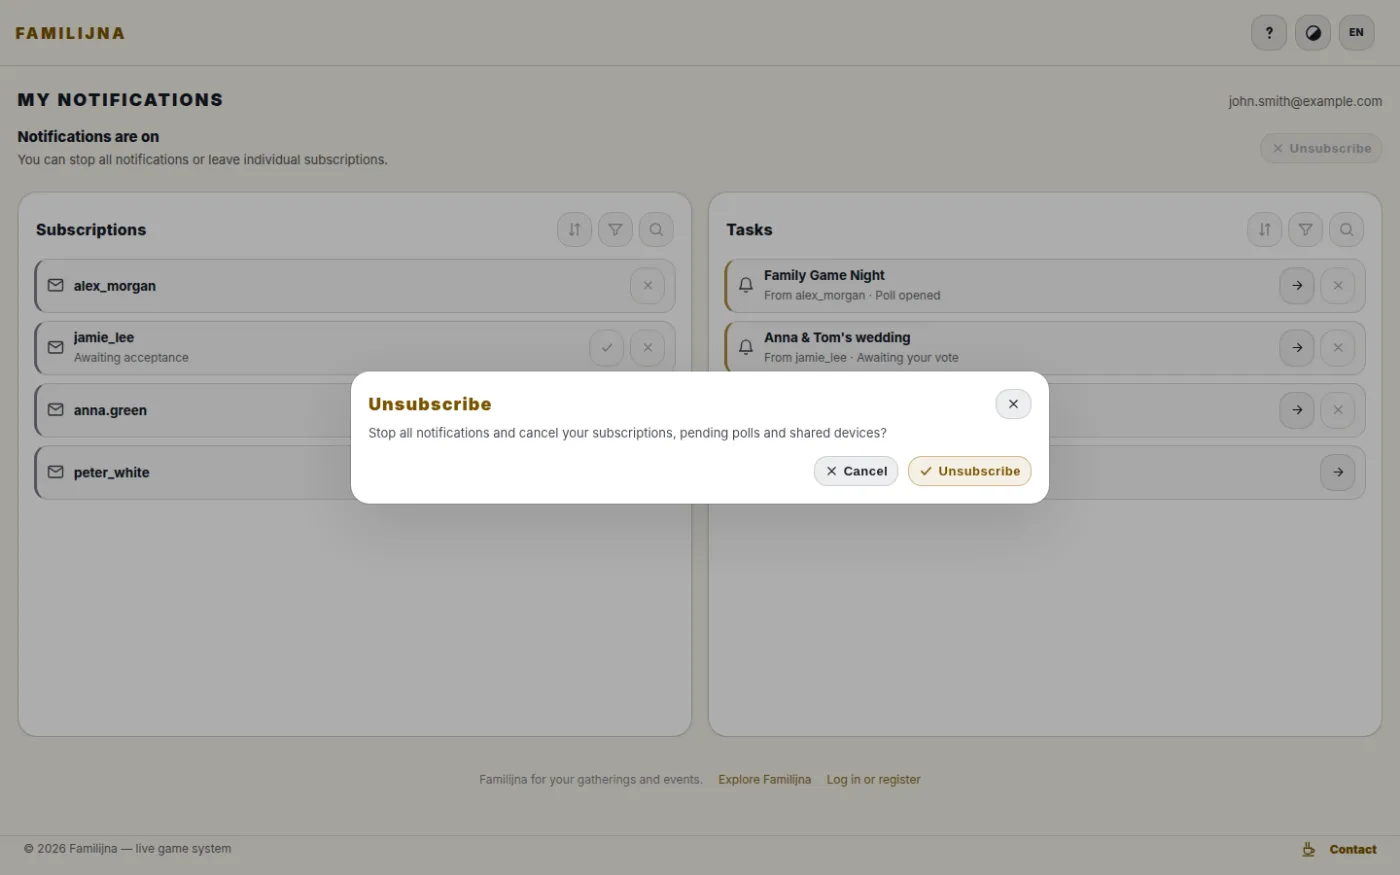 FAMILIJNA
?
EN
MY NOTIFICATIONS
john.smith@example.com
Notifications are on
You can stop all notifications or leave individual subscriptions.
Unsubscribe
Subscriptions
alex_morgan
jamie_lee
Awaiting acceptance
anna.green
peter_white
Tasks
Family Game Night
From alex_morgan · Poll opened
Anna & Tom's wedding
From jamie_lee · Awaiting your vote
Unsubscribe
Stop all notifications and cancel your subscriptions, pending polls and shared devices?
Cancel
Unsubscribe
Familijna for your gatherings and events. Explore Familijna Log in or register
© 2026 Familijna — live game system
Contact